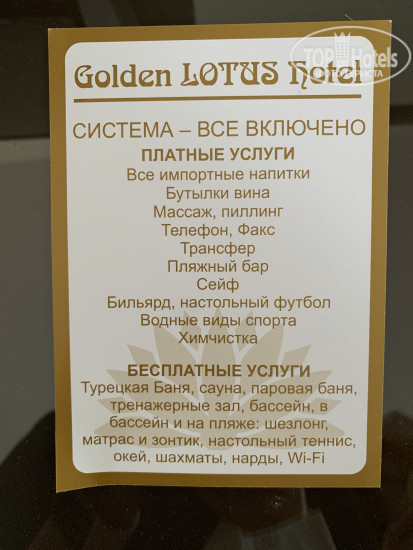 TOPHotels
ФОТО ТУРИСТА
Golden LOTUS Hotel
СИСТЕМА – ВСЕ ВКЛЮЧЕНО
ПЛАТНЫЕ УСЛУГИ
Все импортные напитки
Бутылки вина
Массаж, пиллинг
Телефон, Факс
Трансфер
Пляжный бар
Сейф
Бильярд, настольный футбол
Водные виды спорта
Химчистка
БЕСПЛАТНЫЕ УСЛУГИ
Турецкая Баня, сауна, паровая баня,
тренажерные зал, бассейн, в
бассейн и на пляже: шезлонг,
матрас и зонтик, настольный теннис,
окей, шахматы, нарды, Wi-Fi